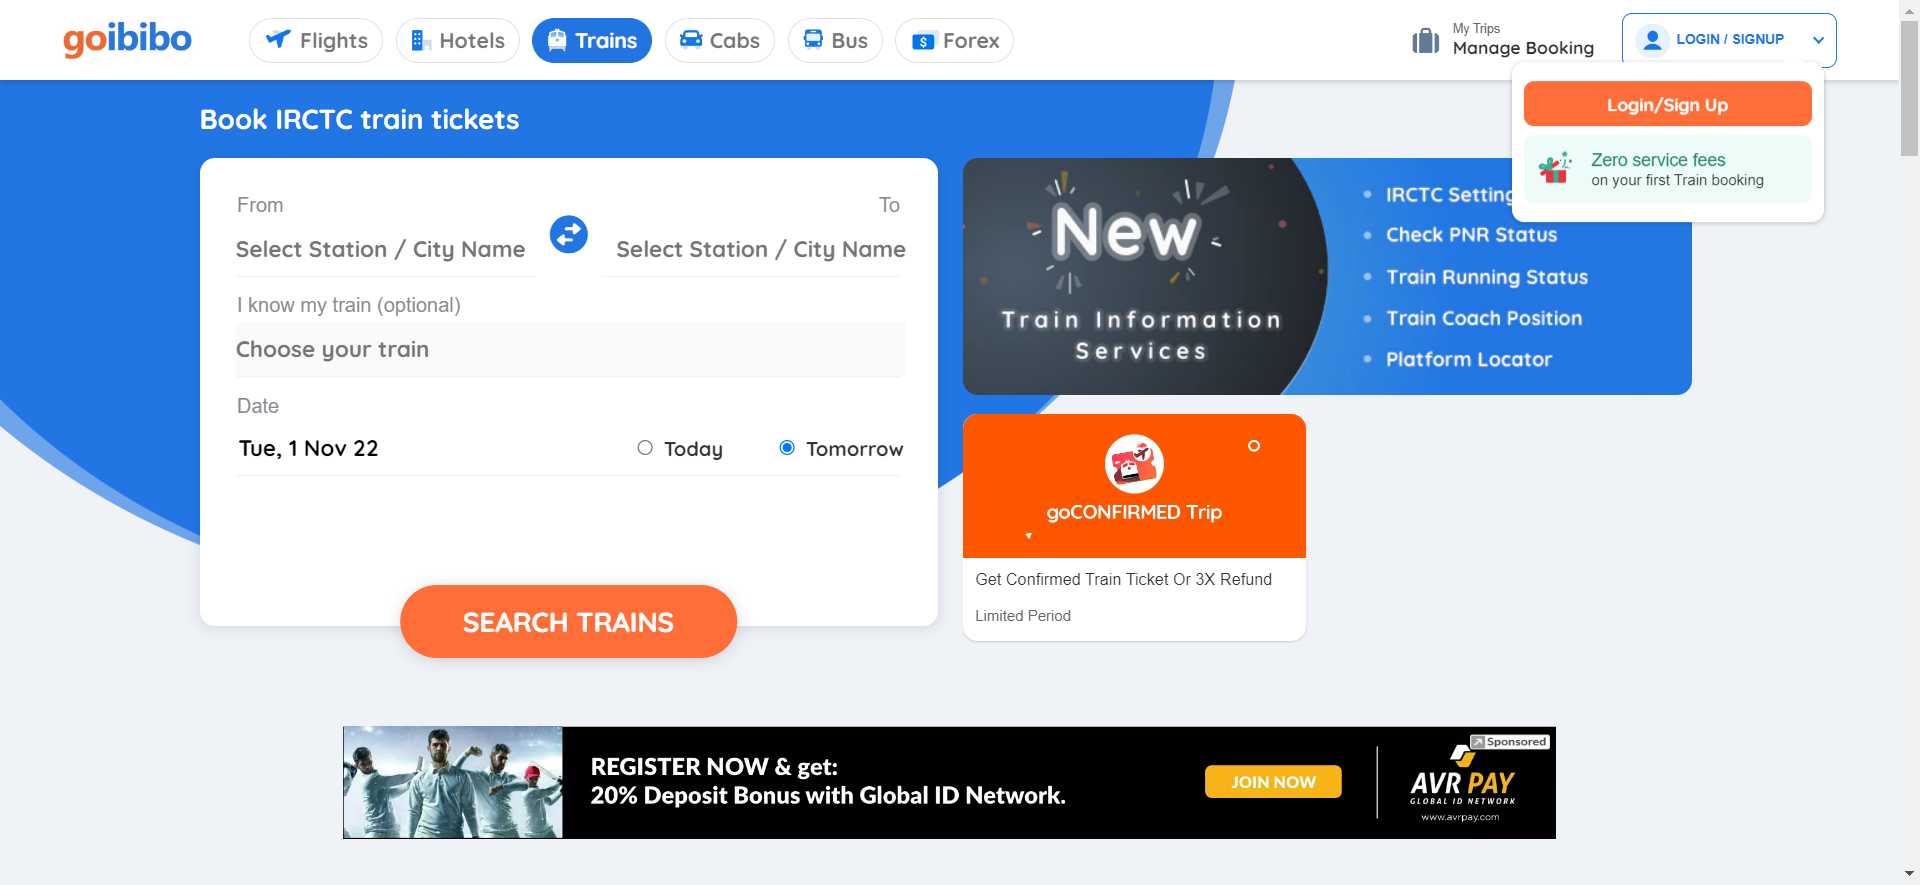 goibibo
Flights
Hotels
Trains
Cabs
Bus
Forex
My Trips
Manage Booking
LOGIN / SIGNUP
Login/Sign Up
Zero service fees
on your first Train booking
Book IRCTC train tickets
From
To
Select Station / City Name
Select Station / City Name
I know my train (optional)
Choose your train
Date
Tue, 1 Nov 22
Today
Tomorrow
SEARCH TRAINS
New
Train Information
Services
IRCTC Setting
Check PNR Status
Train Running Status
Train Coach Position
Platform Locator
goCONFIRMED Trip
Get Confirmed Train Ticket Or 3X Refund
Limited Period
REGISTER NOW & get:
20% Deposit Bonus with Global ID Network.
JOIN NOW
Sponsored
AVR PAY
GLOBAL ID NETWORK
www.avrpay.com